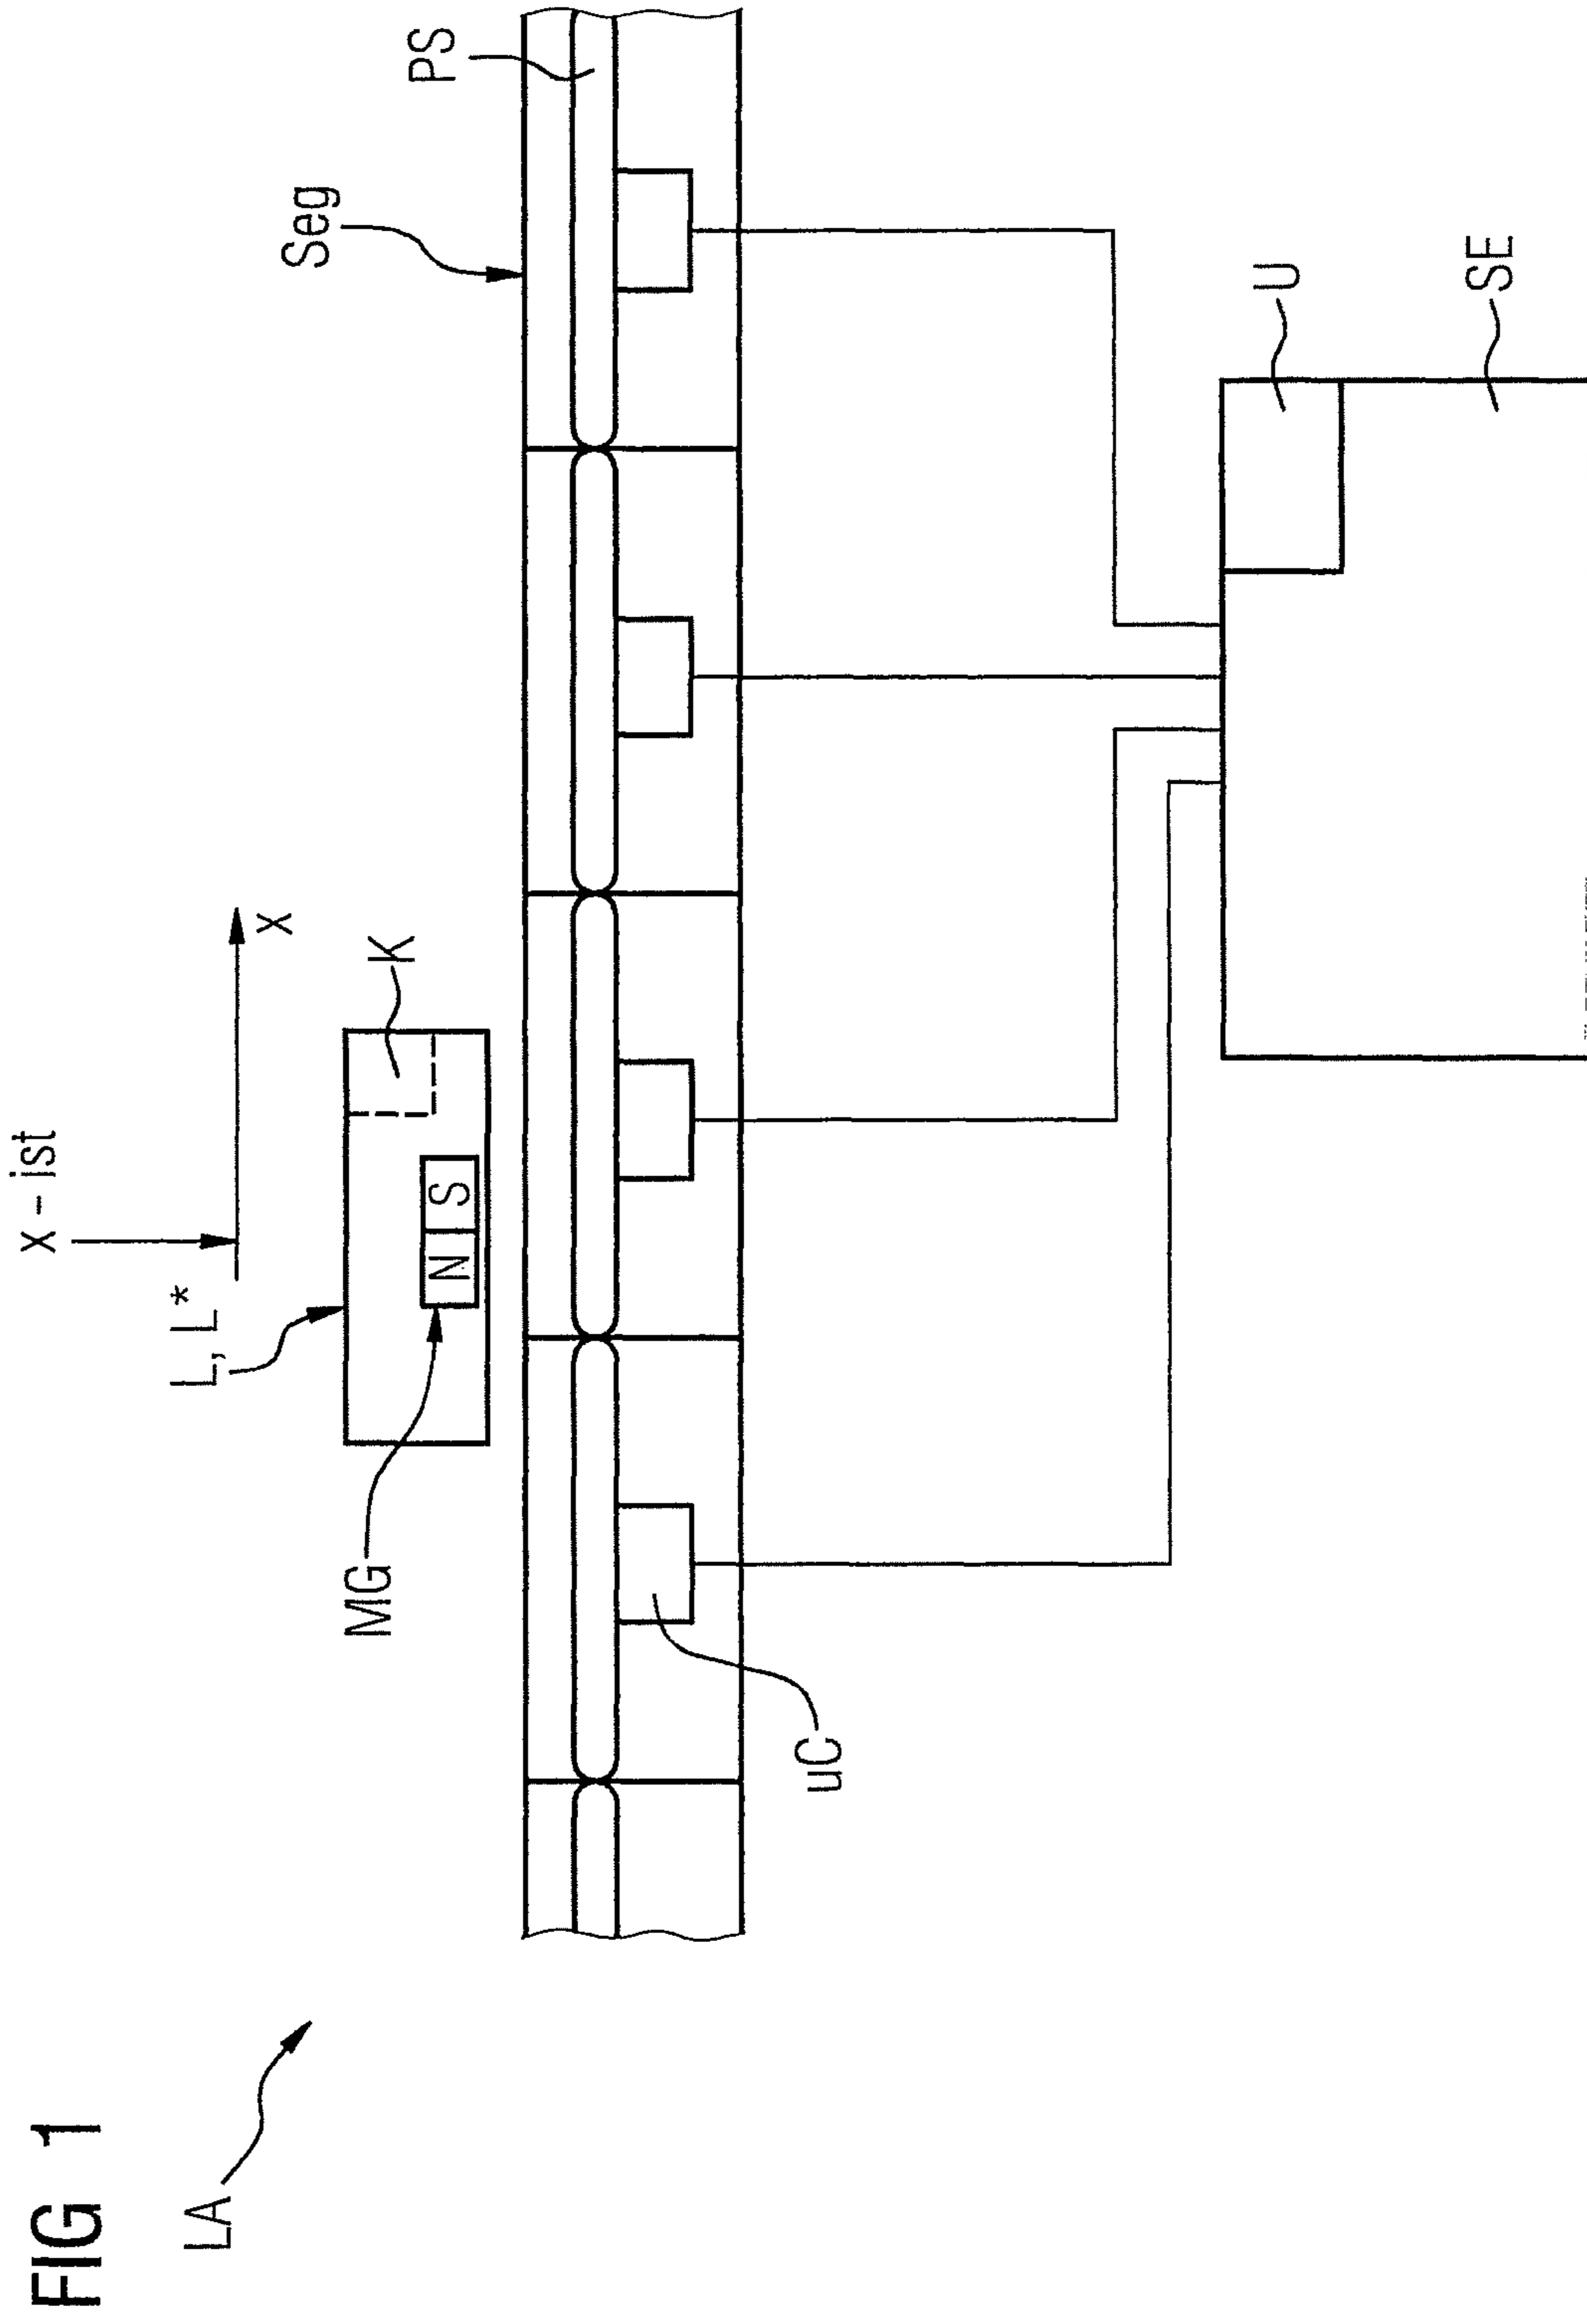 FIG 1
LA
x - ist
x
L, L*
K
MG
N S
Seg
PS
uC
U
SE